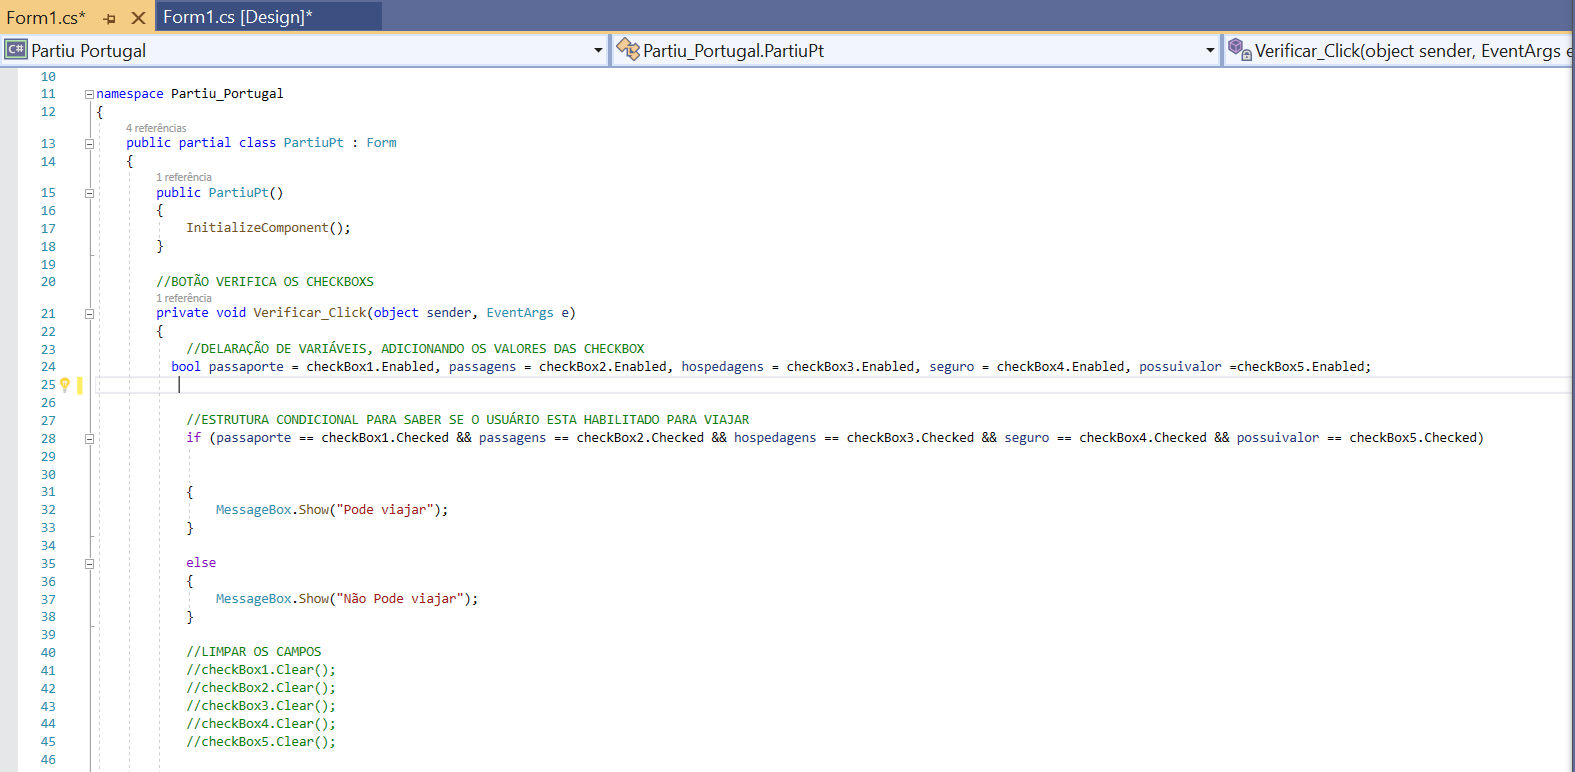 Form1.cs*
Form1.cs [Design]*
C# Partiu Portugal
Partiu_Portugal.PartiuPt
Verificar_Click(object sender, EventArgs e
10
11 namespace Partiu_Portugal
12 {
4 referências
13 public partial class PartiuPt : Form
14 {
1 referência
15 public PartiuPt()
16 {
17 InitializeComponent();
18 }
19
20 //BOTÃO VERIFICA OS CHECKBOXS
1 referência
21 private void Verificar_Click(object sender, EventArgs e)
22 {
23 //DELARAÇÃO DE VARIÁVEIS, ADICIONANDO OS VALORES DAS CHECKBOX
24 bool passaporte = checkBox1.Enabled, passagens = checkBox2.Enabled, hospedagens = checkBox3.Enabled, seguro = checkBox4.Enabled, possuivalor =checkBox5.Enabled;
25
26
27 //ESTRUTURA CONDICIONAL PARA SABER SE O USUÁRIO ESTA HABILITADO PARA VIAJAR
28 if (passaporte == checkBox1.Checked && passagens == checkBox2.Checked && hospedagens == checkBox3.Checked && seguro == checkBox4.Checked && possuivalor == checkBox5.Checked)
29
30
31 {
32 MessageBox.Show("Pode viajar");
33 }
34
35 else
36 {
37 MessageBox.Show("Não Pode viajar");
38 }
39
40 //LIMPAR OS CAMPOS
41 //checkBox1.Clear();
42 //checkBox2.Clear();
43 //checkBox3.Clear();
44 //checkBox4.Clear();
45 //checkBox5.Clear();
46